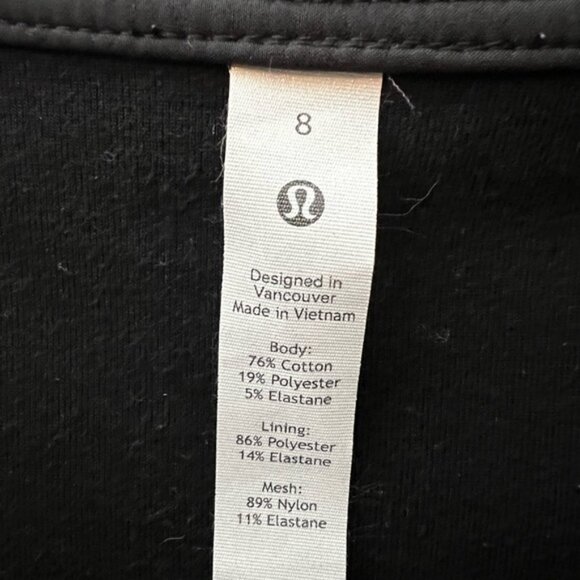 8
Designed in
Vancouver
Made in Vietnam
Body:
76% Cotton
19% Polyester
5% Elastane
Lining:
86% Polyester
14% Elastane
Mesh:
89% Nylon
11% Elastane